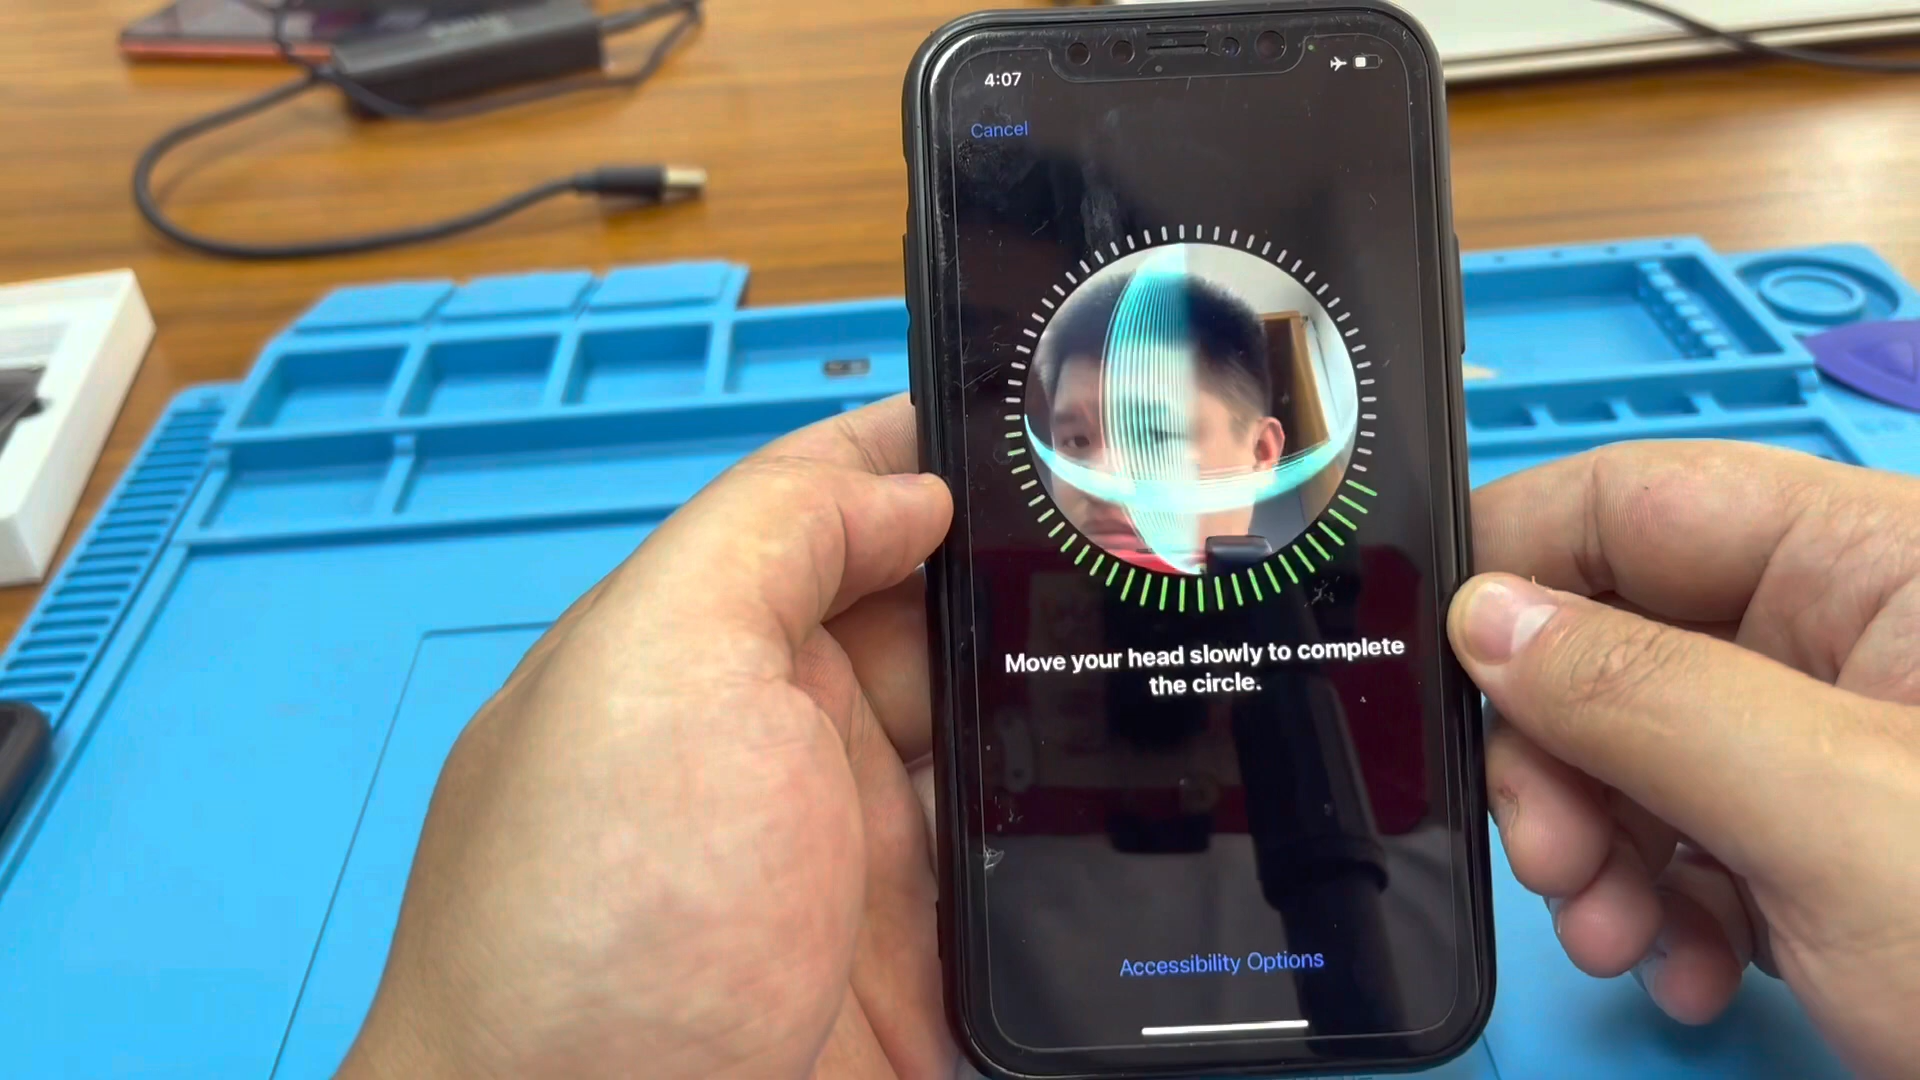 4:07
Cancel
Move your head slowly to complete
the circle.
Accessibility Options